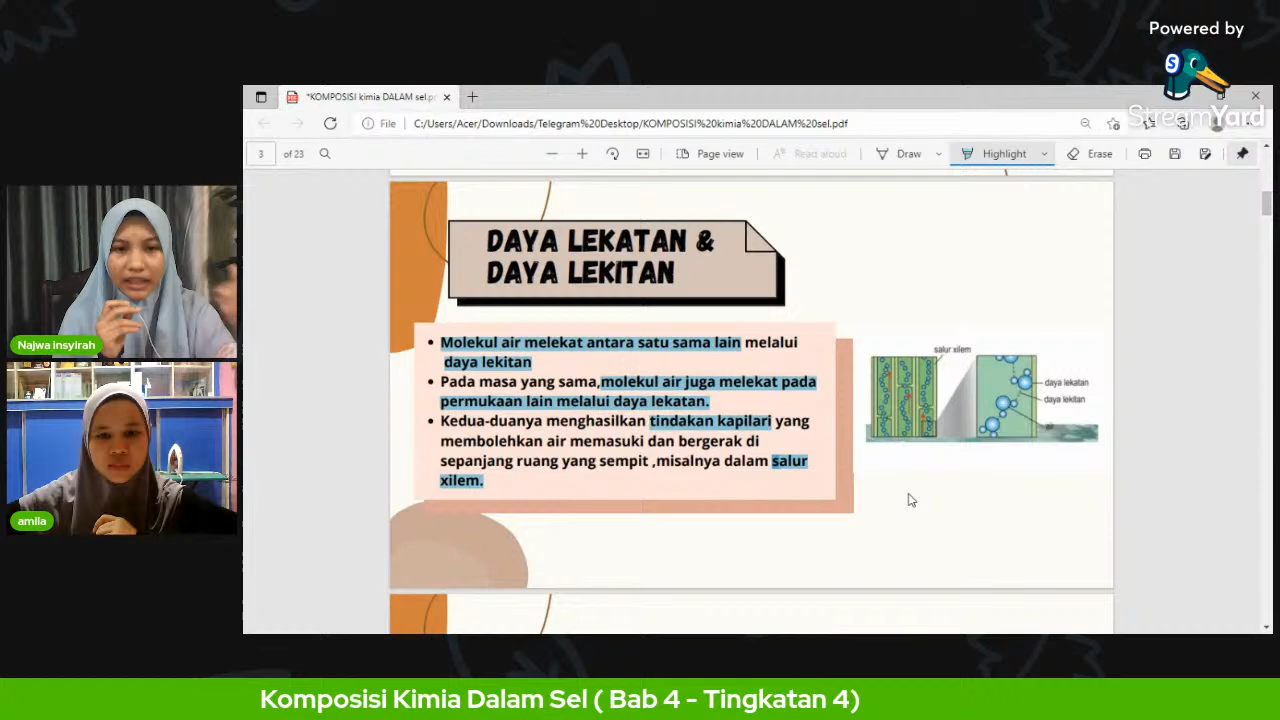 Powered by
S
StreamYard
*KOMPOSISI kimia DALAM sel.p
File
C:/Users/Acer/Downloads/Telegram%20Desktop/KOMPOSISI%20kimia%20DALAM%20sel.pdf
3 of 23
Page view
Read aloud
Draw
Highlight
Erase
DAYA LEKATAN &
DAYA LEKITAN
• Molekul air melekat antara satu sama lain melalui
daya lekitan
• Pada masa yang sama,molekul air juga melekat pada
permukaan lain melalui daya lekatan.
• Kedua-duanya menghasilkan tindakan kapilari yang
membolehkan air memasuki dan bergerak di
sepanjang ruang yang sempit ,misalnya dalam salur
xilem.
salur xilem
daya lekatan
daya lekitan
air
Najwa insyirah
amila
Komposisi Kimia Dalam Sel ( Bab 4 - Tingkatan 4)